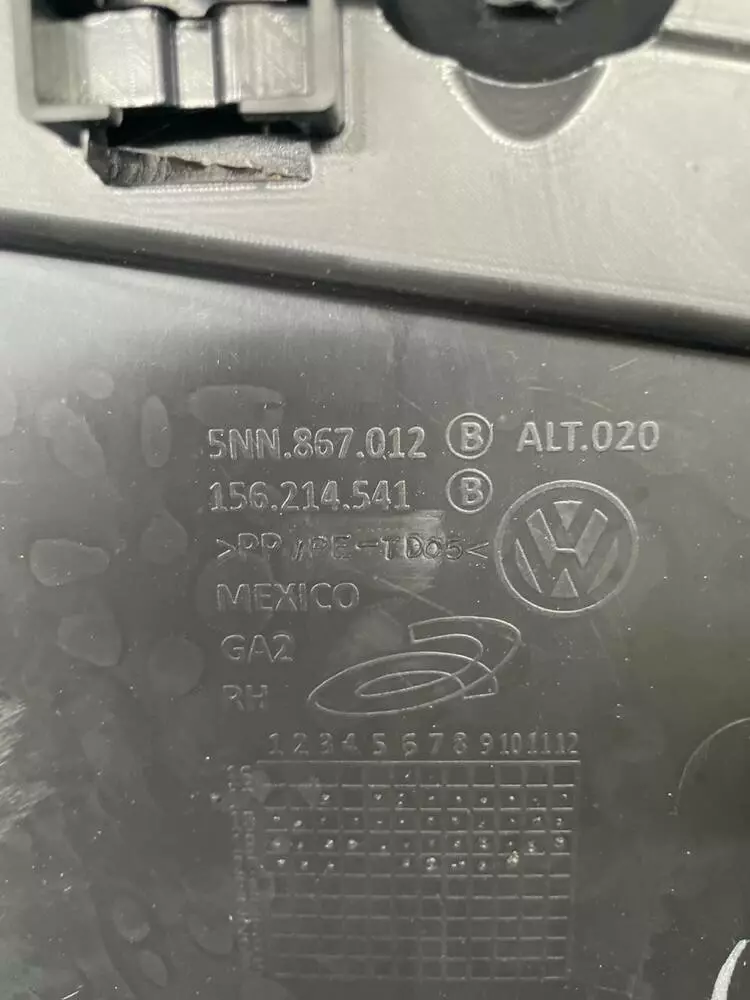 5NN.867.012 B ALT.020
156.214.541 B
>PP/PE-TD05<
MEXICO
GA2
RH
1 2 3 4 5 6 7 8 9 10 11 12